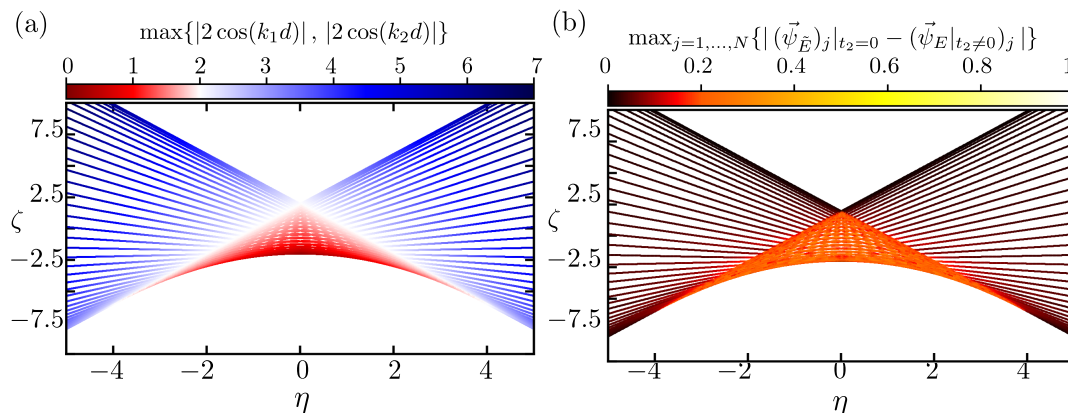 (a)
max{|2 cos(k₁d)| , |2 cos(k₂d)|}
0 1 2 3 4 5 6 7
7.5
2.5
ζ
−2.5
−7.5
−4 −2 0 2 4
η
(b)
max_{j=1,...,N}{| (\vec{ψ}_{\tilde{E}})_j|_{t₂=0} − (\vec{ψ}_E|_{t₂≠0})_j |}
0 0.2 0.4 0.6 0.8 1
7.5
2.5
ζ
−2.5
−7.5
−4 −2 0 2 4
η